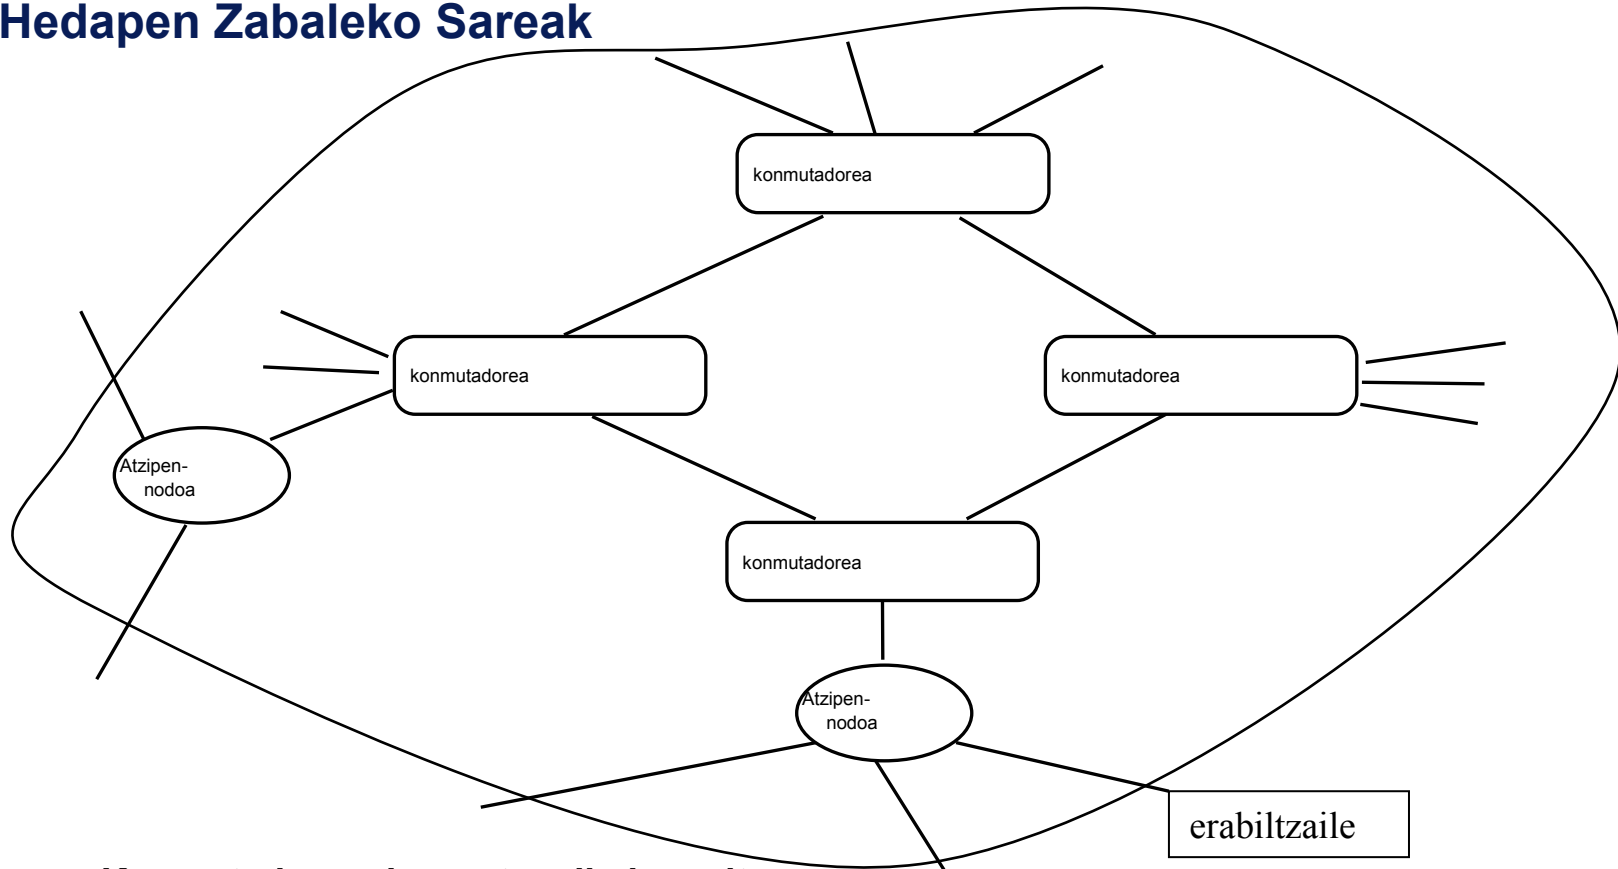 Hedapen Zabaleko Sareak
konmutadorea
konmutadorea
konmutadorea
Atzipen-
nodoa
konmutadorea
Atzipen-
nodoa
erabiltzaile